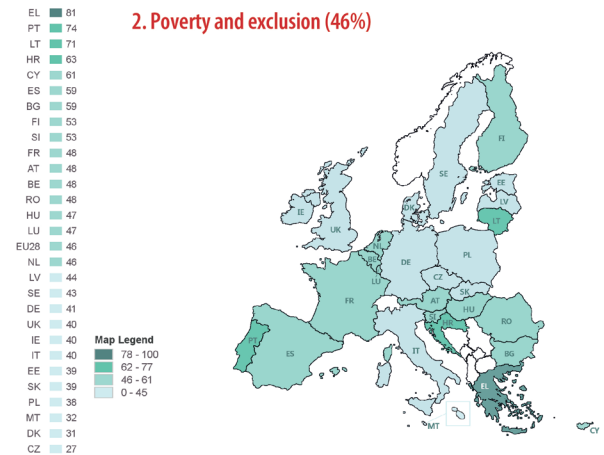 2. Poverty and exclusion (46%)
EL 81
PT 74
LT 71
HR 63
CY 61
ES 59
BG 59
FI 53
SI 53
FR 48
AT 48
BE 48
RO 48
HU 47
LU 47
EU28 46
NL 46
LV 44
SE 43
DE 41
UK 40
IE 40
IT 40
EE 39
SK 39
PL 38
MT 32
DK 31
CZ 27
Map Legend
78 - 100
62 - 77
46 - 61
0 - 45
FI
SE
EE
LV
LT
DK
IE
UK
NL
BE
LU
DE
PL
CZ
SK
AT
HU
SI
HR
RO
BG
FR
PT
ES
IT
EL
MT
CY